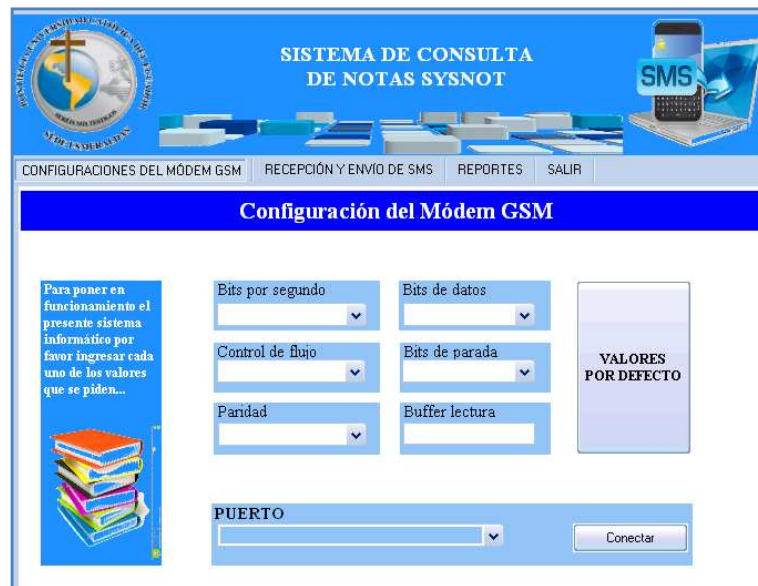 SISTEMA DE CONSULTA
DE NOTAS SYSNOT
SMS
SEDE ESMERALDAS
CONFIGURACIONES DEL MÓDEM GSM
RECEPCIÓN Y ENVÍO DE SMS
REPORTES
SALIR
Configuración del Módem GSM
Para poner en
funcionamiento el
presente sistema
informático por
favor ingresar cada
uno de los valores
que se piden...
Bits por segundo
Bits de datos
Control de flujo
Bits de parada
Paridad
Buffer lectura
VALORES
POR DEFECTO
PUERTO
Conectar